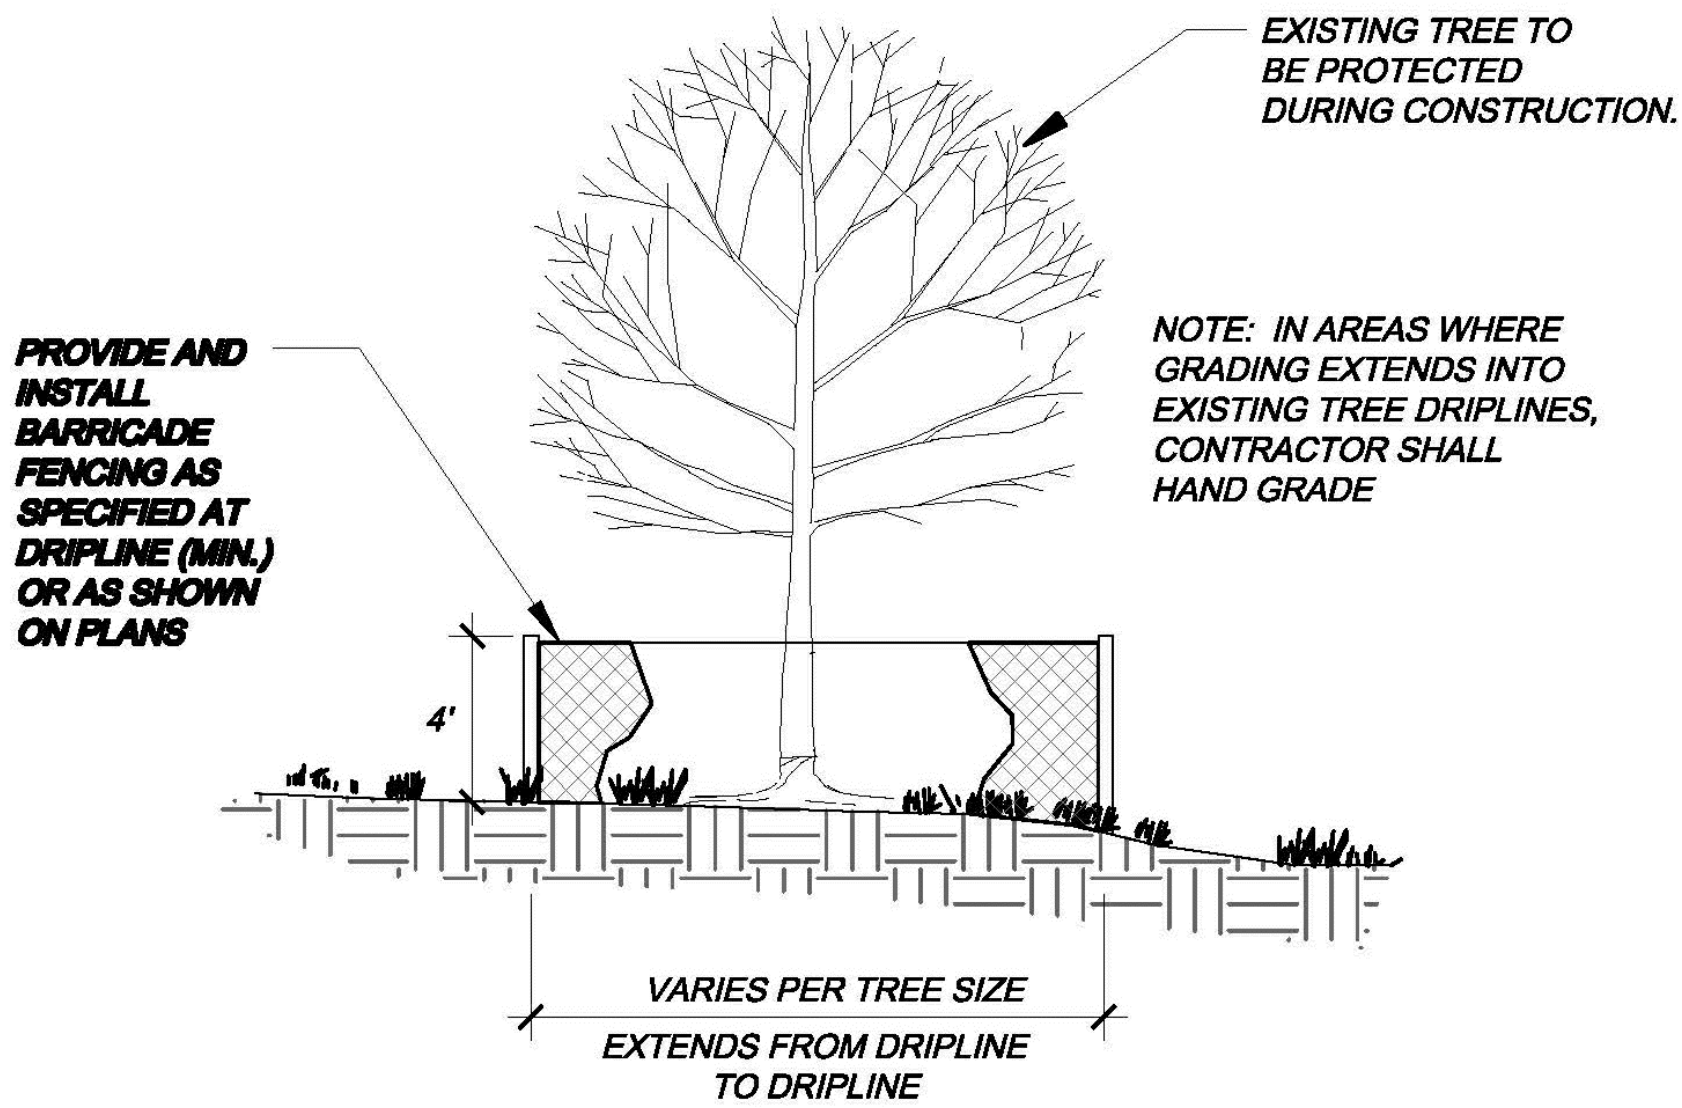 EXISTING TREE TO
BE PROTECTED
DURING CONSTRUCTION.
PROVIDE AND
INSTALL
BARRICADE
FENCING AS
SPECIFIED AT
DRIPLINE (MIN.)
OR AS SHOWN
ON PLANS
NOTE: IN AREAS WHERE
GRADING EXTENDS INTO
EXISTING TREE DRIPLINES,
CONTRACTOR SHALL
HAND GRADE
4'
VARIES PER TREE SIZE
EXTENDS FROM DRIPLINE
TO DRIPLINE